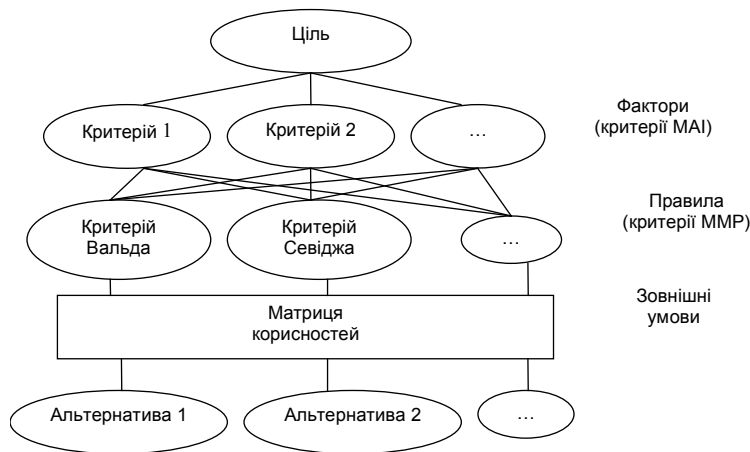 Ціль
Критерій 1
Критерій 2
...
Фактори
(критерії МАІ)
Критерій
Вальда
Критерій
Севіджа
...
Правила
(критерії ММР)
Матриця
корисностей
Зовнішні
умови
Альтернатива 1
Альтернатива 2
...